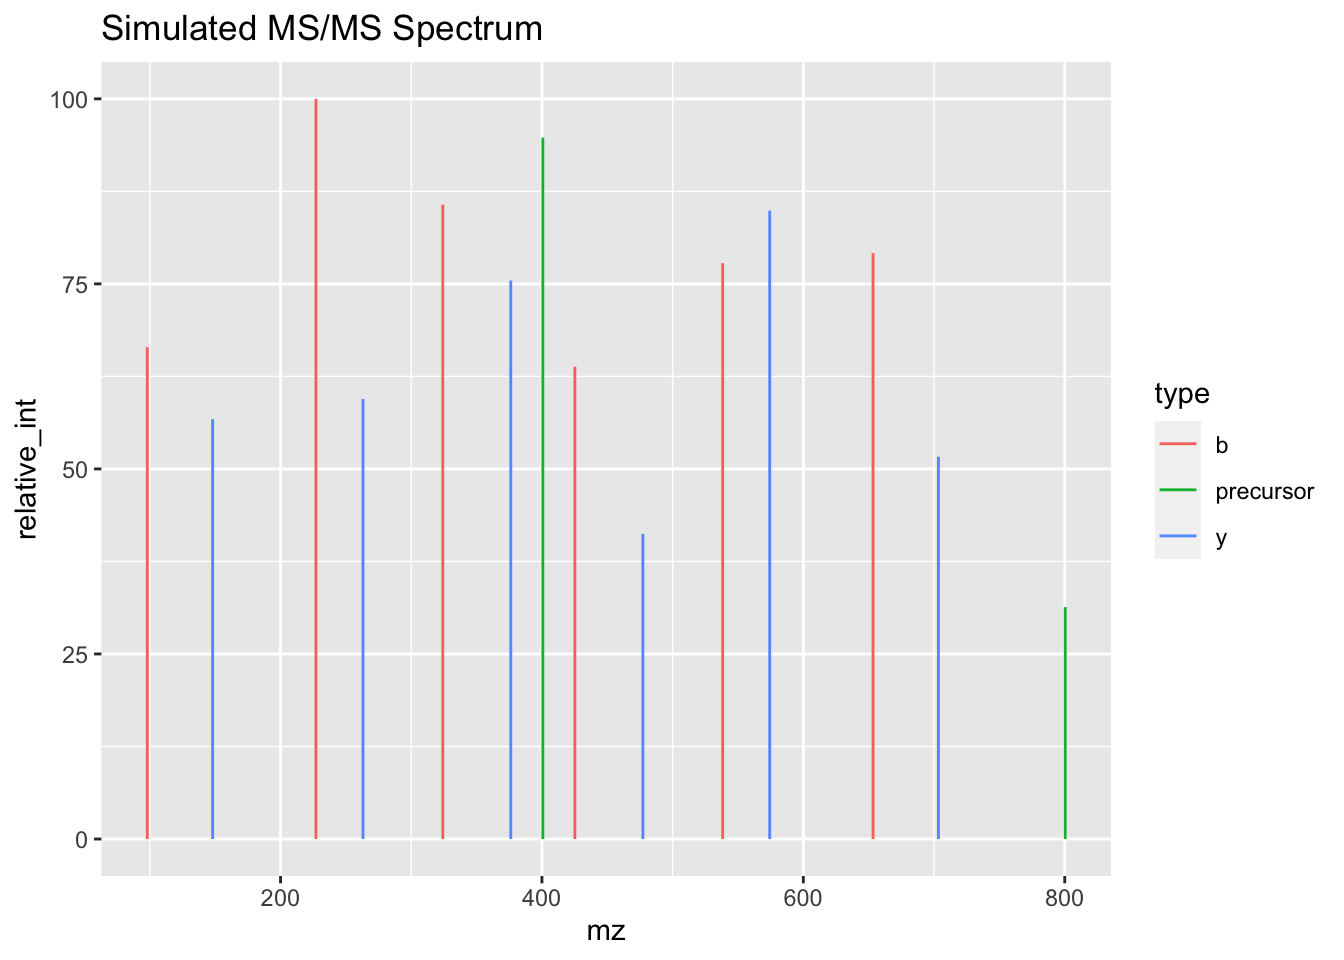 Simulated MS/MS Spectrum
100
75
50
25
0
relative_int
200
400
600
800
mz
type
b
precursor
y